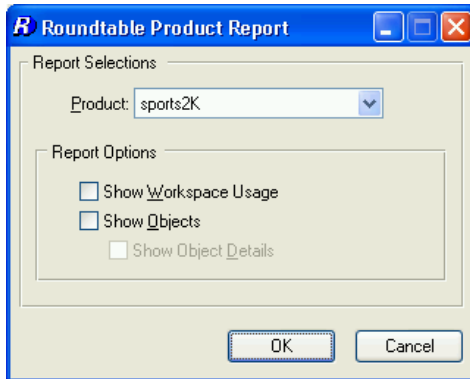 R Roundtable Product Report
Report Selections
Product: sports2K
Report Options
Show Workspace Usage
Show Objects
Show Object Details
OK Cancel